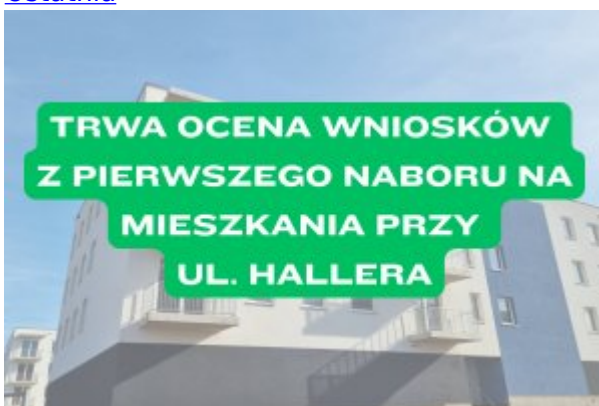 TRWA OCENA WNIOSKÓW
Z PIERWSZEGO NABORU NA
MIESZKANIA PRZY
UL. HALLERA